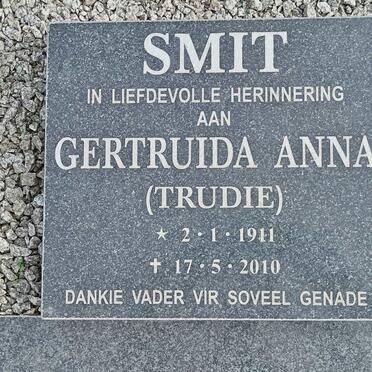 SMIT
IN LIEFDEVOLLE HERINNERING
AAN
GERTRUIDA ANNA
(TRUDIE)
★ 2·1·1911
✝ 17·5·2010
DANKIE VADER VIR SOVEEL GENADE